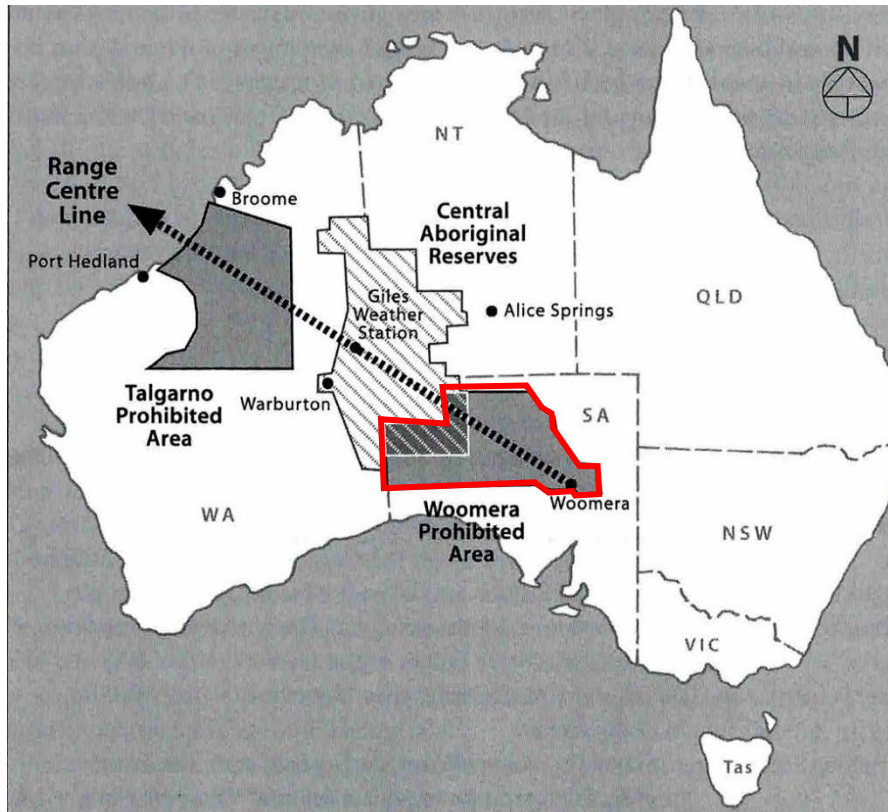 N
NT
Range
Centre
Line
Broome
Central
Aboriginal
Reserves
Port Hedland
Giles
Weather
Station
Alice Springs
QLD
Talgarno
Prohibited
Area
Warburton
SA
WA
Woomera
Woomera
Prohibited
Area
NSW
VIC
Tas